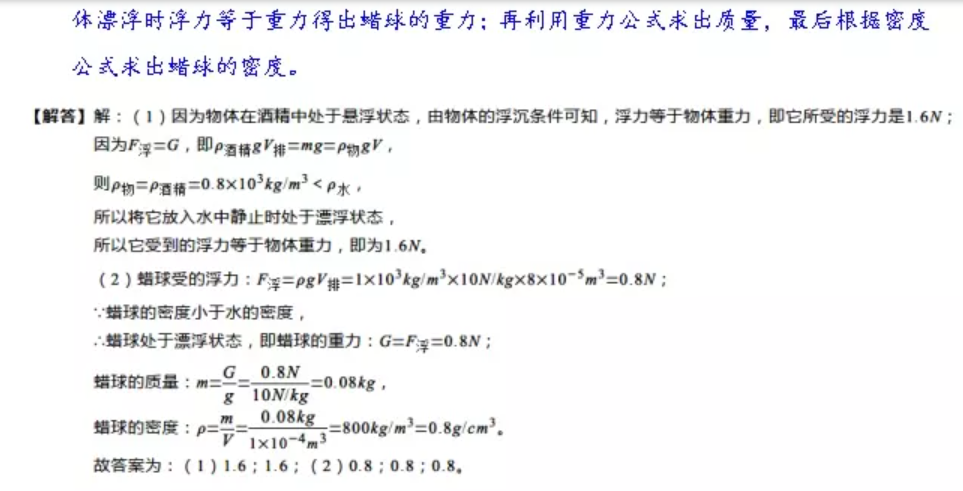 体漂浮时浮力等于重力得出蜡球的重力；再利用重力公式求出质量，最后根据密度
公式求出蜡球的密度。
【解答】解：（1）因为物体在酒精中处于悬浮状态，由物体的浮沉条件可知，浮力等于物体重力，即它所受的浮力是1.6N；
因为F浮=G，即ρ酒精gV排=mg=ρ物gV，
则ρ物=ρ酒精=0.8×10³kg/m³＜ρ水，
所以将它放入水中静止时处于漂浮状态，
所以它受到的浮力等于物体重力，即为1.6N。
（2）蜡球受的浮力：F浮=ρgV排=1×10³kg/m³×10N/kg×8×10⁻⁵m³=0.8N；
∵蜡球的密度小于水的密度，
∴蜡球处于漂浮状态，即蜡球的重力：G=F浮=0.8N；
蜡球的质量：m=G/g=0.8N/10N/kg=0.08kg，
蜡球的密度：ρ=m/V=0.08kg/1×10⁻⁴m³=800kg/m³=0.8g/cm³。
故答案为：（1）1.6；1.6；（2）0.8；0.8；0.8。